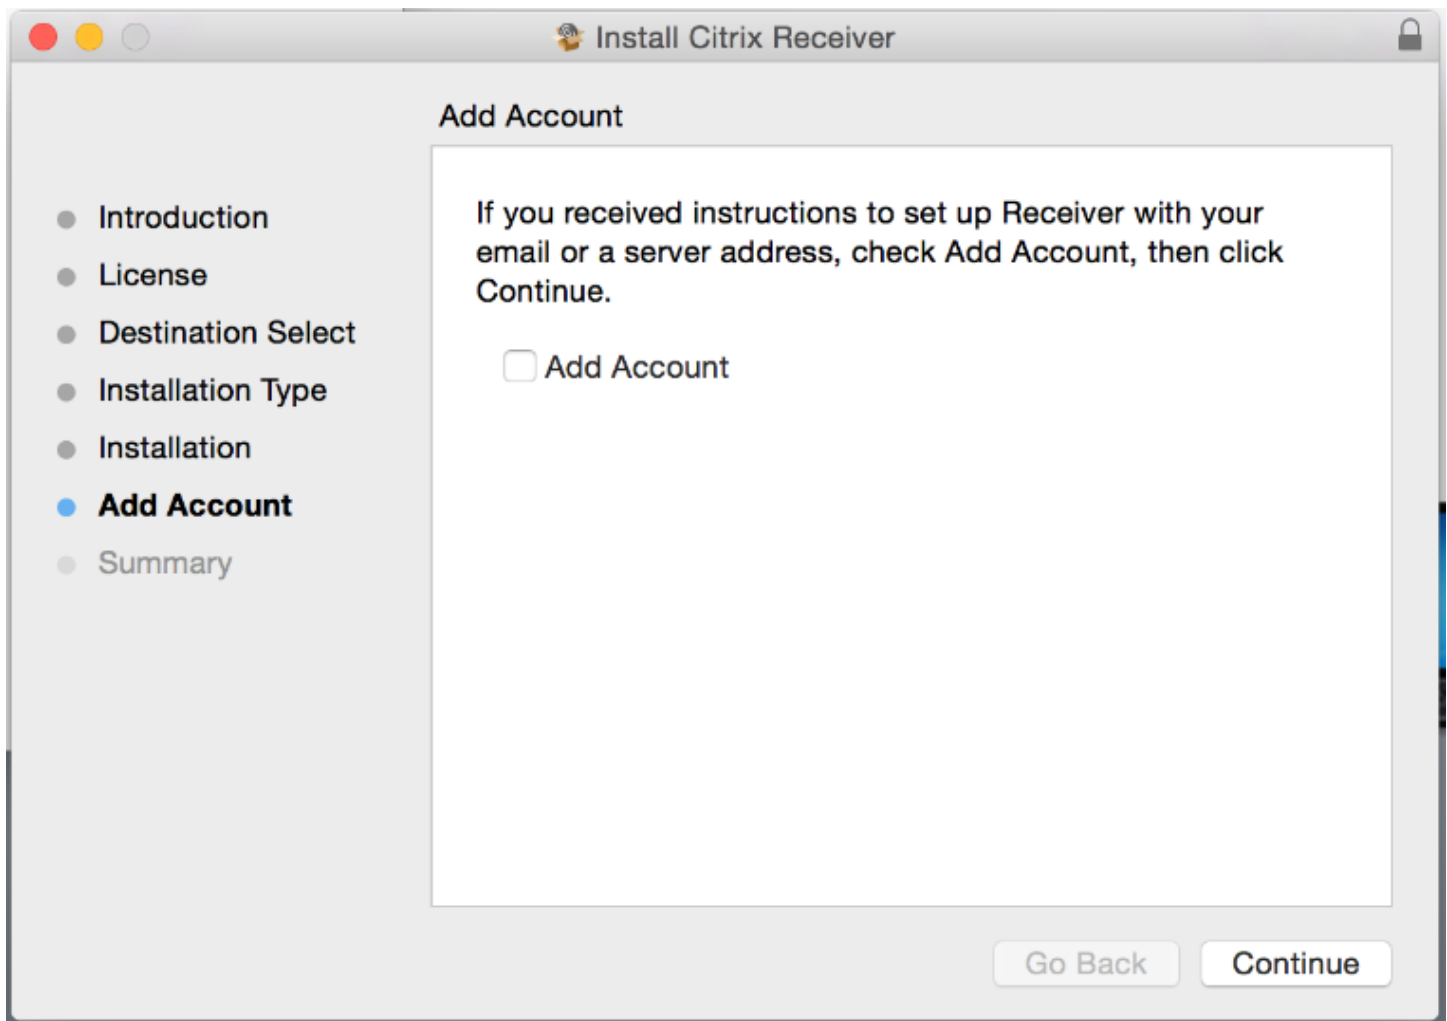 Install Citrix Receiver
Add Account
Introduction
License
Destination Select
Installation Type
Installation
Add Account
Summary
If you received instructions to set up Receiver with your
email or a server address, check Add Account, then click
Continue.
Add Account
Go Back
Continue